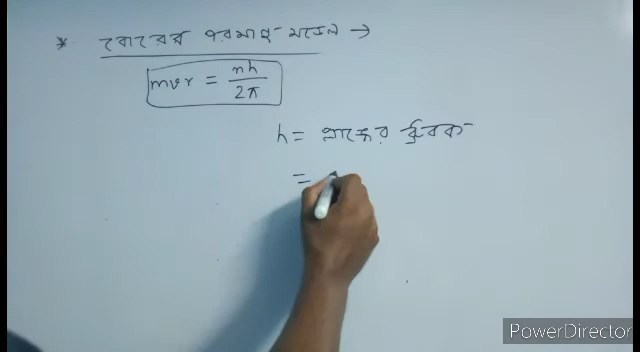 * বোরের পরমাণু মডেল →
mvr = nh/2π
h = প্লাঙ্কের ধ্রুবক
=
PowerDirector